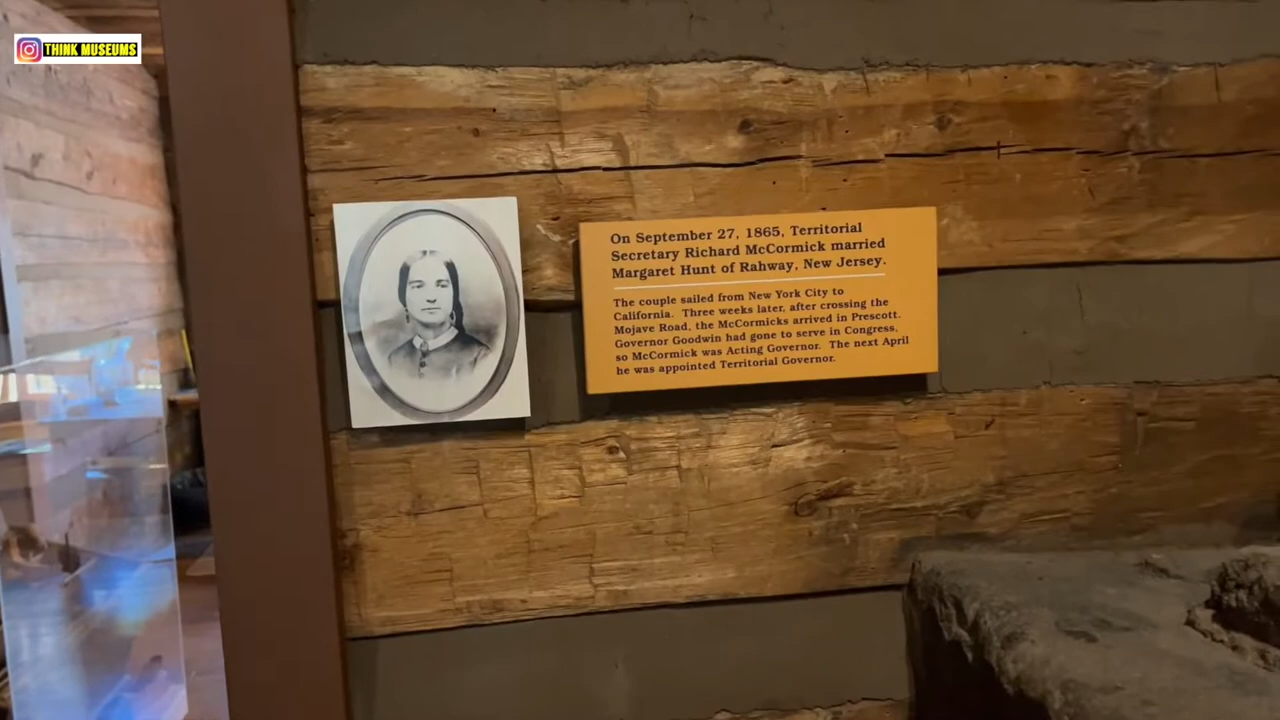 THINK MUSEUMS
On September 27, 1865, Territorial
Secretary Richard McCormick married
Margaret Hunt of Rahway, New Jersey.
The couple sailed from New York City to
California. Three weeks later, after crossing the
Mojave Road, the McCormicks arrived in Prescott.
Governor Goodwin had gone to serve in Congress,
so McCormick was Acting Governor. The next April
he was appointed Territorial Governor.